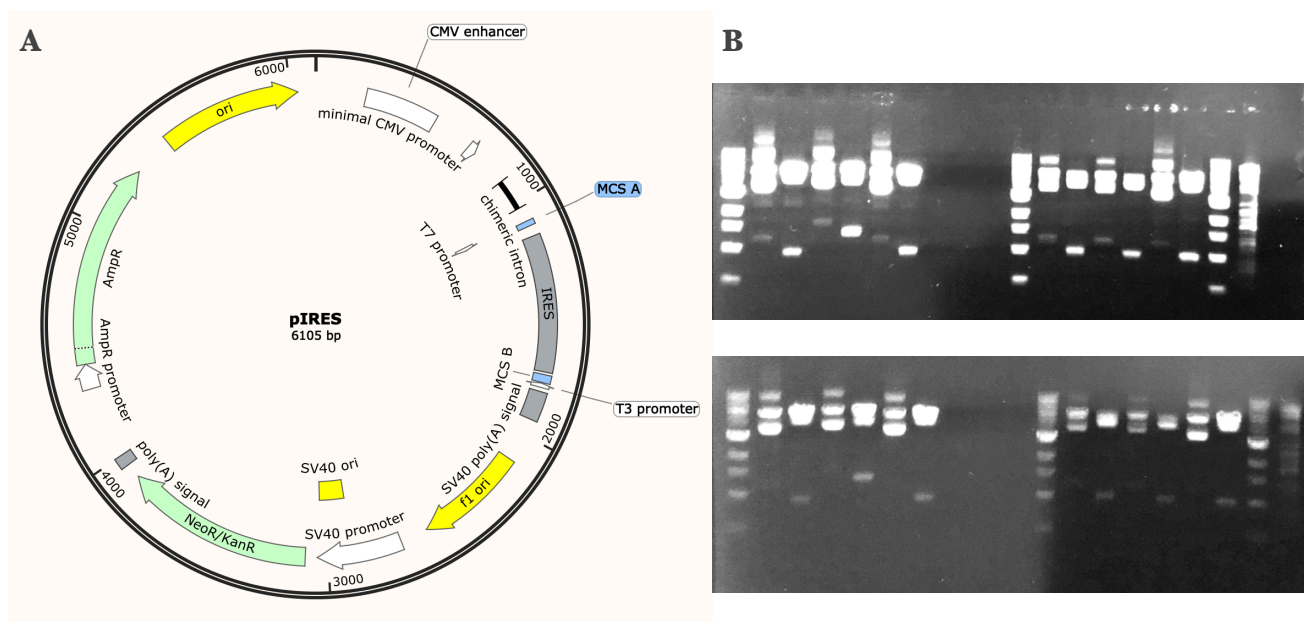 A
B
CMV enhancer
6000
ori
minimal CMV promoter
1000
MCS A
chimeric intron
T7 promoter
5000
AmpR
IRES
pIRES
6105 bp
AmpR promoter
MCS B
T3 promoter
SV40 poly(A) signal
2000
poly(A) signal
4000
SV40 ori
f1 ori
SV40 promoter
NeoR/KanR
3000